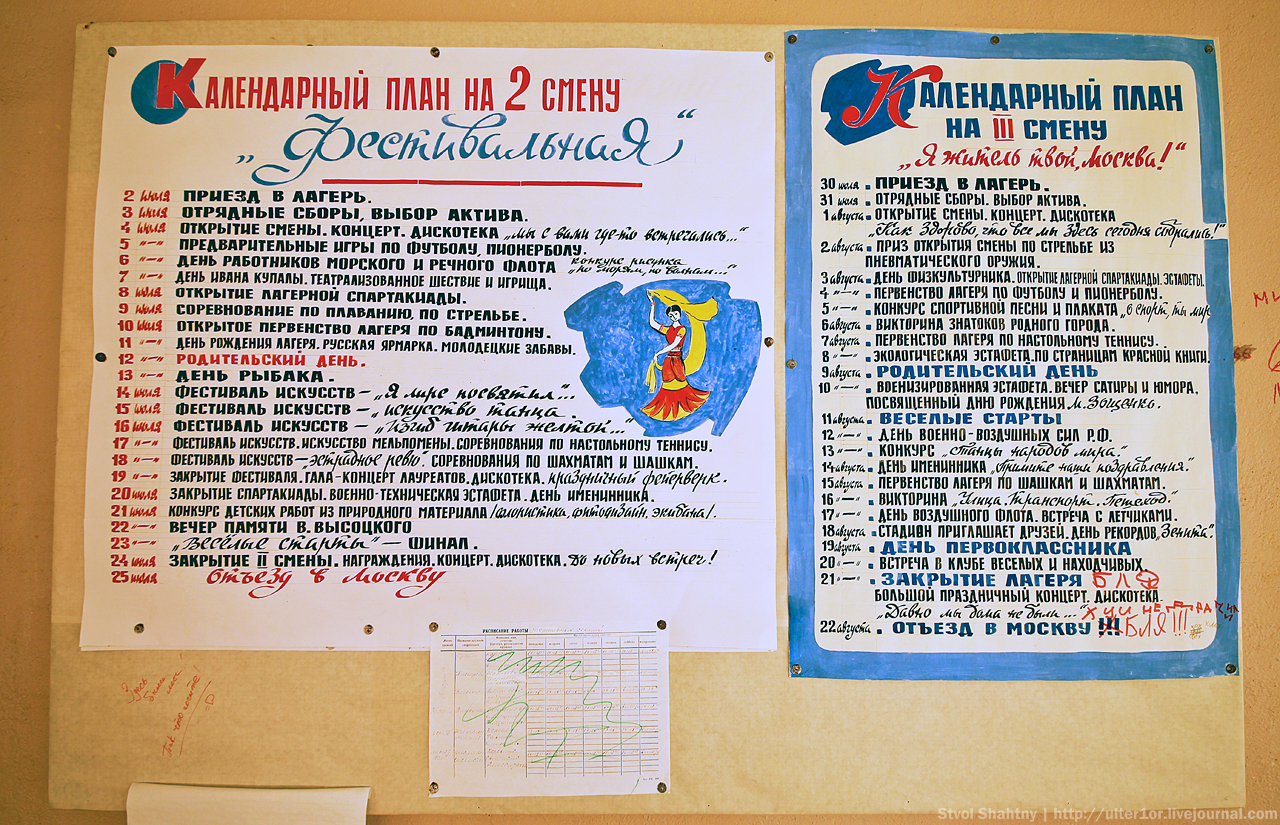 Календарный план на 2 смену
„Фестивальная“
2 июля Приезд в лагерь.
3 июля Отрядные сборы, выбор актива.
4 июля Открытие смены. Концерт. Дискотека „Мы с вами где-то встречались...“
5 -„-„- Предварительные игры по футболу, пионерболу.
6 „-„ День работников морского и речного флота конкурс рисунка „по морям, по волнам...“
7 „-„ День Ивана Купалы. Театрализованное шествие и игрища.
8 июля Открытие лагерной спартакиады.
9 июля Соревнование по плаванию, по стрельбе.
10 июля Открытое первенство лагеря по бадминтону.
11 „-„ День рождения лагеря. Русская ярмарка. Молодецкие забавы.
12 „-„ Родительский день.
13 „-„ День рыбака.
14 июля Фестиваль искусств – „Я мире посвятил...“
15 июля Фестиваль искусств – „искусство танца.
16 июля Фестиваль искусств – „Изгиб гитары желтой...“
17 „-„ Фестиваль искусств. Искусство Мельпомены. Соревнования по настольному теннису.
18 „-„ Фестиваль искусств – „эстрадное ревю“. Соревнования по шахматам и шашкам.
19 „-„ Закрытие фестиваля. Гала-концерт лауреатов. Дискотека. Праздничный фейерверк.
20 июля Закрытие спартакиады. Военно-техническая эстафета. День именинника.
21 июля Конкурс детских работ из природного материала /флористика, фитодизайн, экибана/.
22 „-„ Вечер памяти В. Высоцкого
23 „-„ „Весёлые старты“ – финал.
24 июля Закрытие II смены. Награждения. Концерт. Дискотека. До новых встреч!
25 июля Отъезд в Москву
Календарный план
на III смену
„Я житель твой, Москва!“
30 июля . Приезд в лагерь.
31 июля . Отрядные сборы. Выбор актива.
1 августа . Открытие смены. Концерт. Дискотека
„Как здорово, что все мы здесь сегодня собрались!“
2 августа . Приз открытия смены по стрельбе из
пневматического оружия.
3 августа . День физкультурника. Открытие лагерной спартакиады. Эстафеты.
4 „-„ . Первенство лагеря по футболу и пионерболу.
5 „-„ . Конкурс спортивной песни и плаката „О спорт, ты мир
6 августа . Викторина знатоков родного города.
7 августа . Первенство лагеря по настольному теннису.
8 „-„ . Экологическая эстафета. По страницам Красной книги.
9 августа . Родительский день
10 „-„ . Военизированная эстафета. Вечер сатиры и юмора,
посвященный дню рождения М. Зощенко.
11 августа . Веселые старты
12 „-„ . День военно-воздушных сил Р.Ф.
13 „-„ . Конкурс „Танцы народов мира.“
14 августа . День именинника „Примите наши поздравления“.
15 августа . Первенство лагеря по шашкам и шахматам.
16 „-„ . Викторина „Улица. Транспорт. Пешеход.“
17 „-„ . День воздушного флота. Встреча с летчиками.
18 августа . Стадион приглашает друзей. День рекордов „Зенита“.
19 августа . День первоклассника
20 „-„ . Встреча в клубе веселых и находчивых.
21 „-„ . Закрытие лагеря
Большой праздничный концерт. Дискотека
„Давно мы дома не были...“
22 августа . Отъезд в Москву !!! БЛЯ!!!
РАСПИСАНИЕ РАБОТЫ
Здесь были мы!
Stvol Shahtny | http://ulter1or.livejournal.com